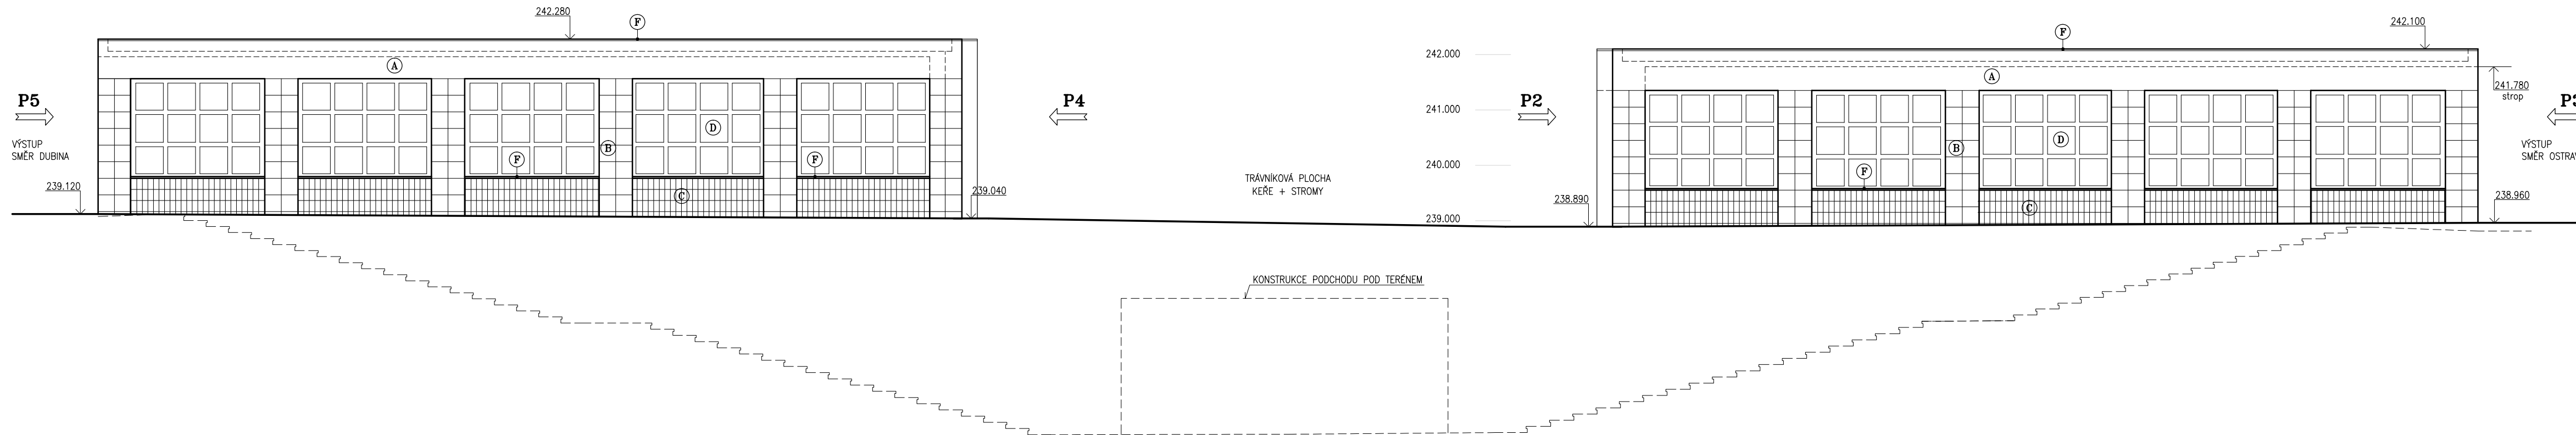 242.280
F
A
P5
VÝSTUP
SMĚR DUBINA
239.120
F
B
D
F
C
239.040
P4
TRÁVNÍKOVÁ PLOCHA
KEŘE + STROMY
242.000
241.000
240.000
239.000
KONSTRUKCE PODCHODU POD TERÉNEM
P2
238.890
F
242.100
A
241.780
strop
F
B
D
C
238.960
P3
VÝSTUP
SMĚR